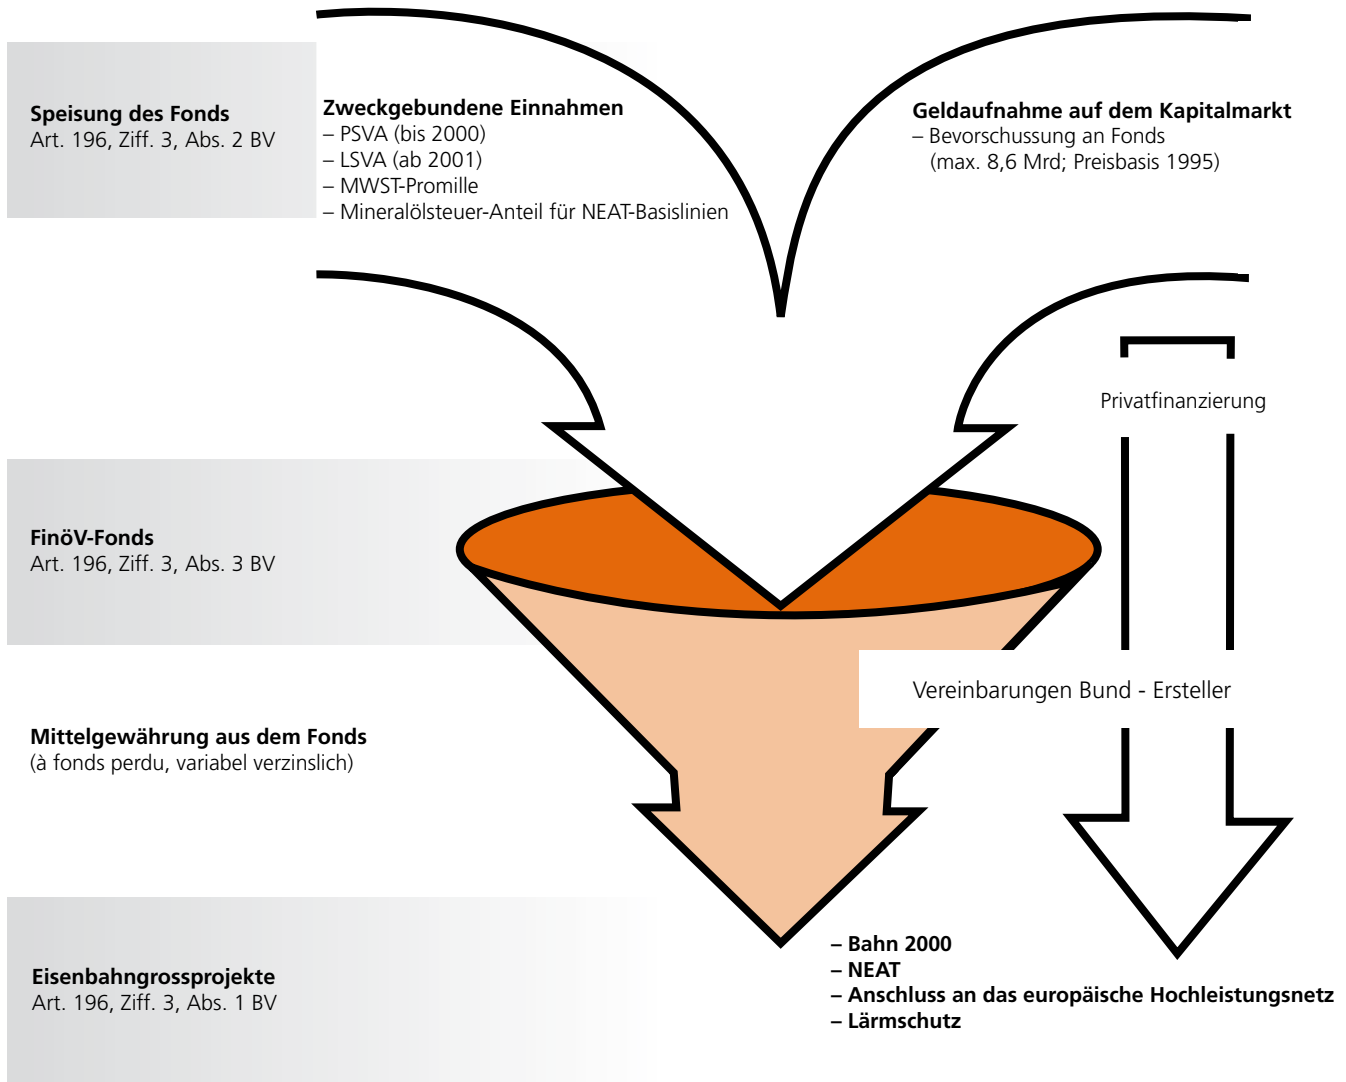 Speisung des Fonds
Art. 196, Ziff. 3, Abs. 2 BV
Zweckgebundene Einnahmen
– PSVA (bis 2000)
– LSVA (ab 2001)
– MWST-Promille
– Mineralölsteuer-Anteil für NEAT-Basislinien
Geldaufnahme auf dem Kapitalmarkt
– Bevorschussung an Fonds
(max. 8,6 Mrd; Preisbasis 1995)
Privatfinanzierung
FinöV-Fonds
Art. 196, Ziff. 3, Abs. 3 BV
Vereinbarungen Bund - Ersteller
Mittelgewährung aus dem Fonds
(à fonds perdu, variabel verzinslich)
Eisenbahngrossprojekte
Art. 196, Ziff. 3, Abs. 1 BV
– Bahn 2000
– NEAT
– Anschluss an das europäische Hochleistungsnetz
– Lärmschutz